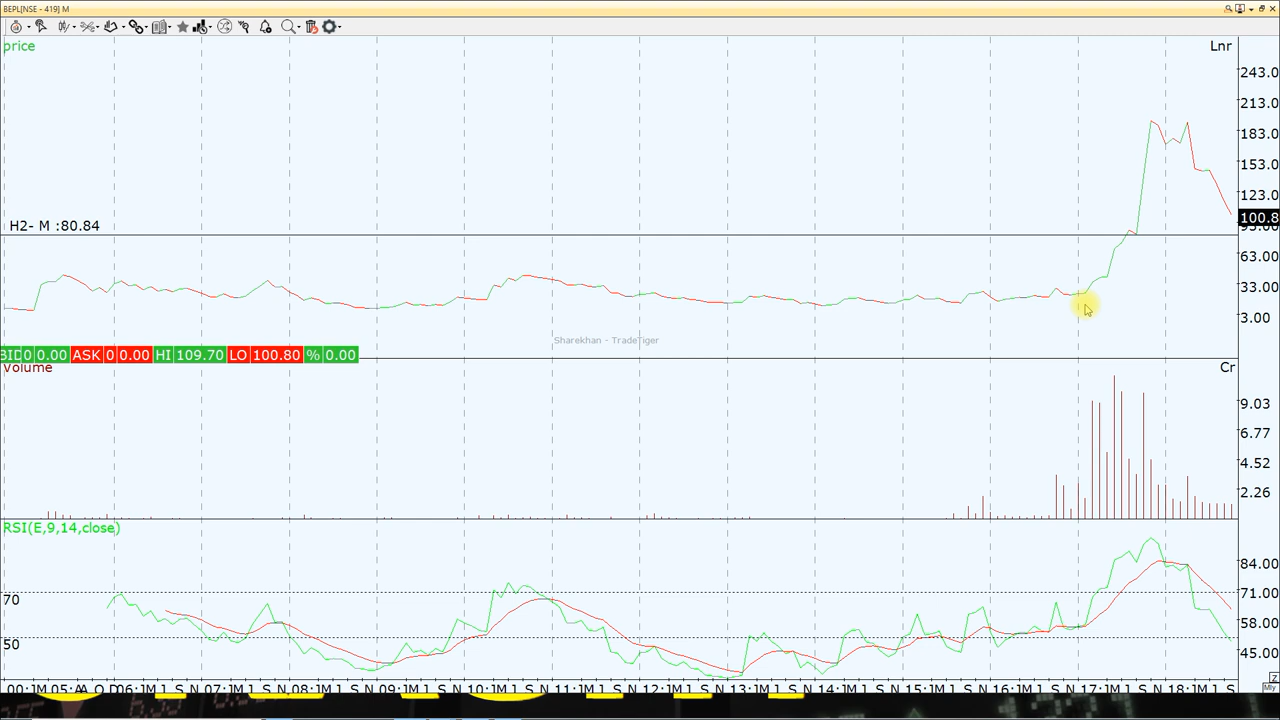 BEPL[NSE - 419] M
price
Lnr
243.0
213.0
183.0
153.0
123.0
100.8
93.00
H2- M :80.84
63.00
33.00
3.00
Sharekhan - TradeTiger
BID 0 0.00 ASK 0 0.00 HI 109.70 LO 100.80 % 0.00
volume
Cr
9.03
6.77
4.52
2.26
RSI(E,9,14,close)
84.00
70
71.00
58.00
50
45.00